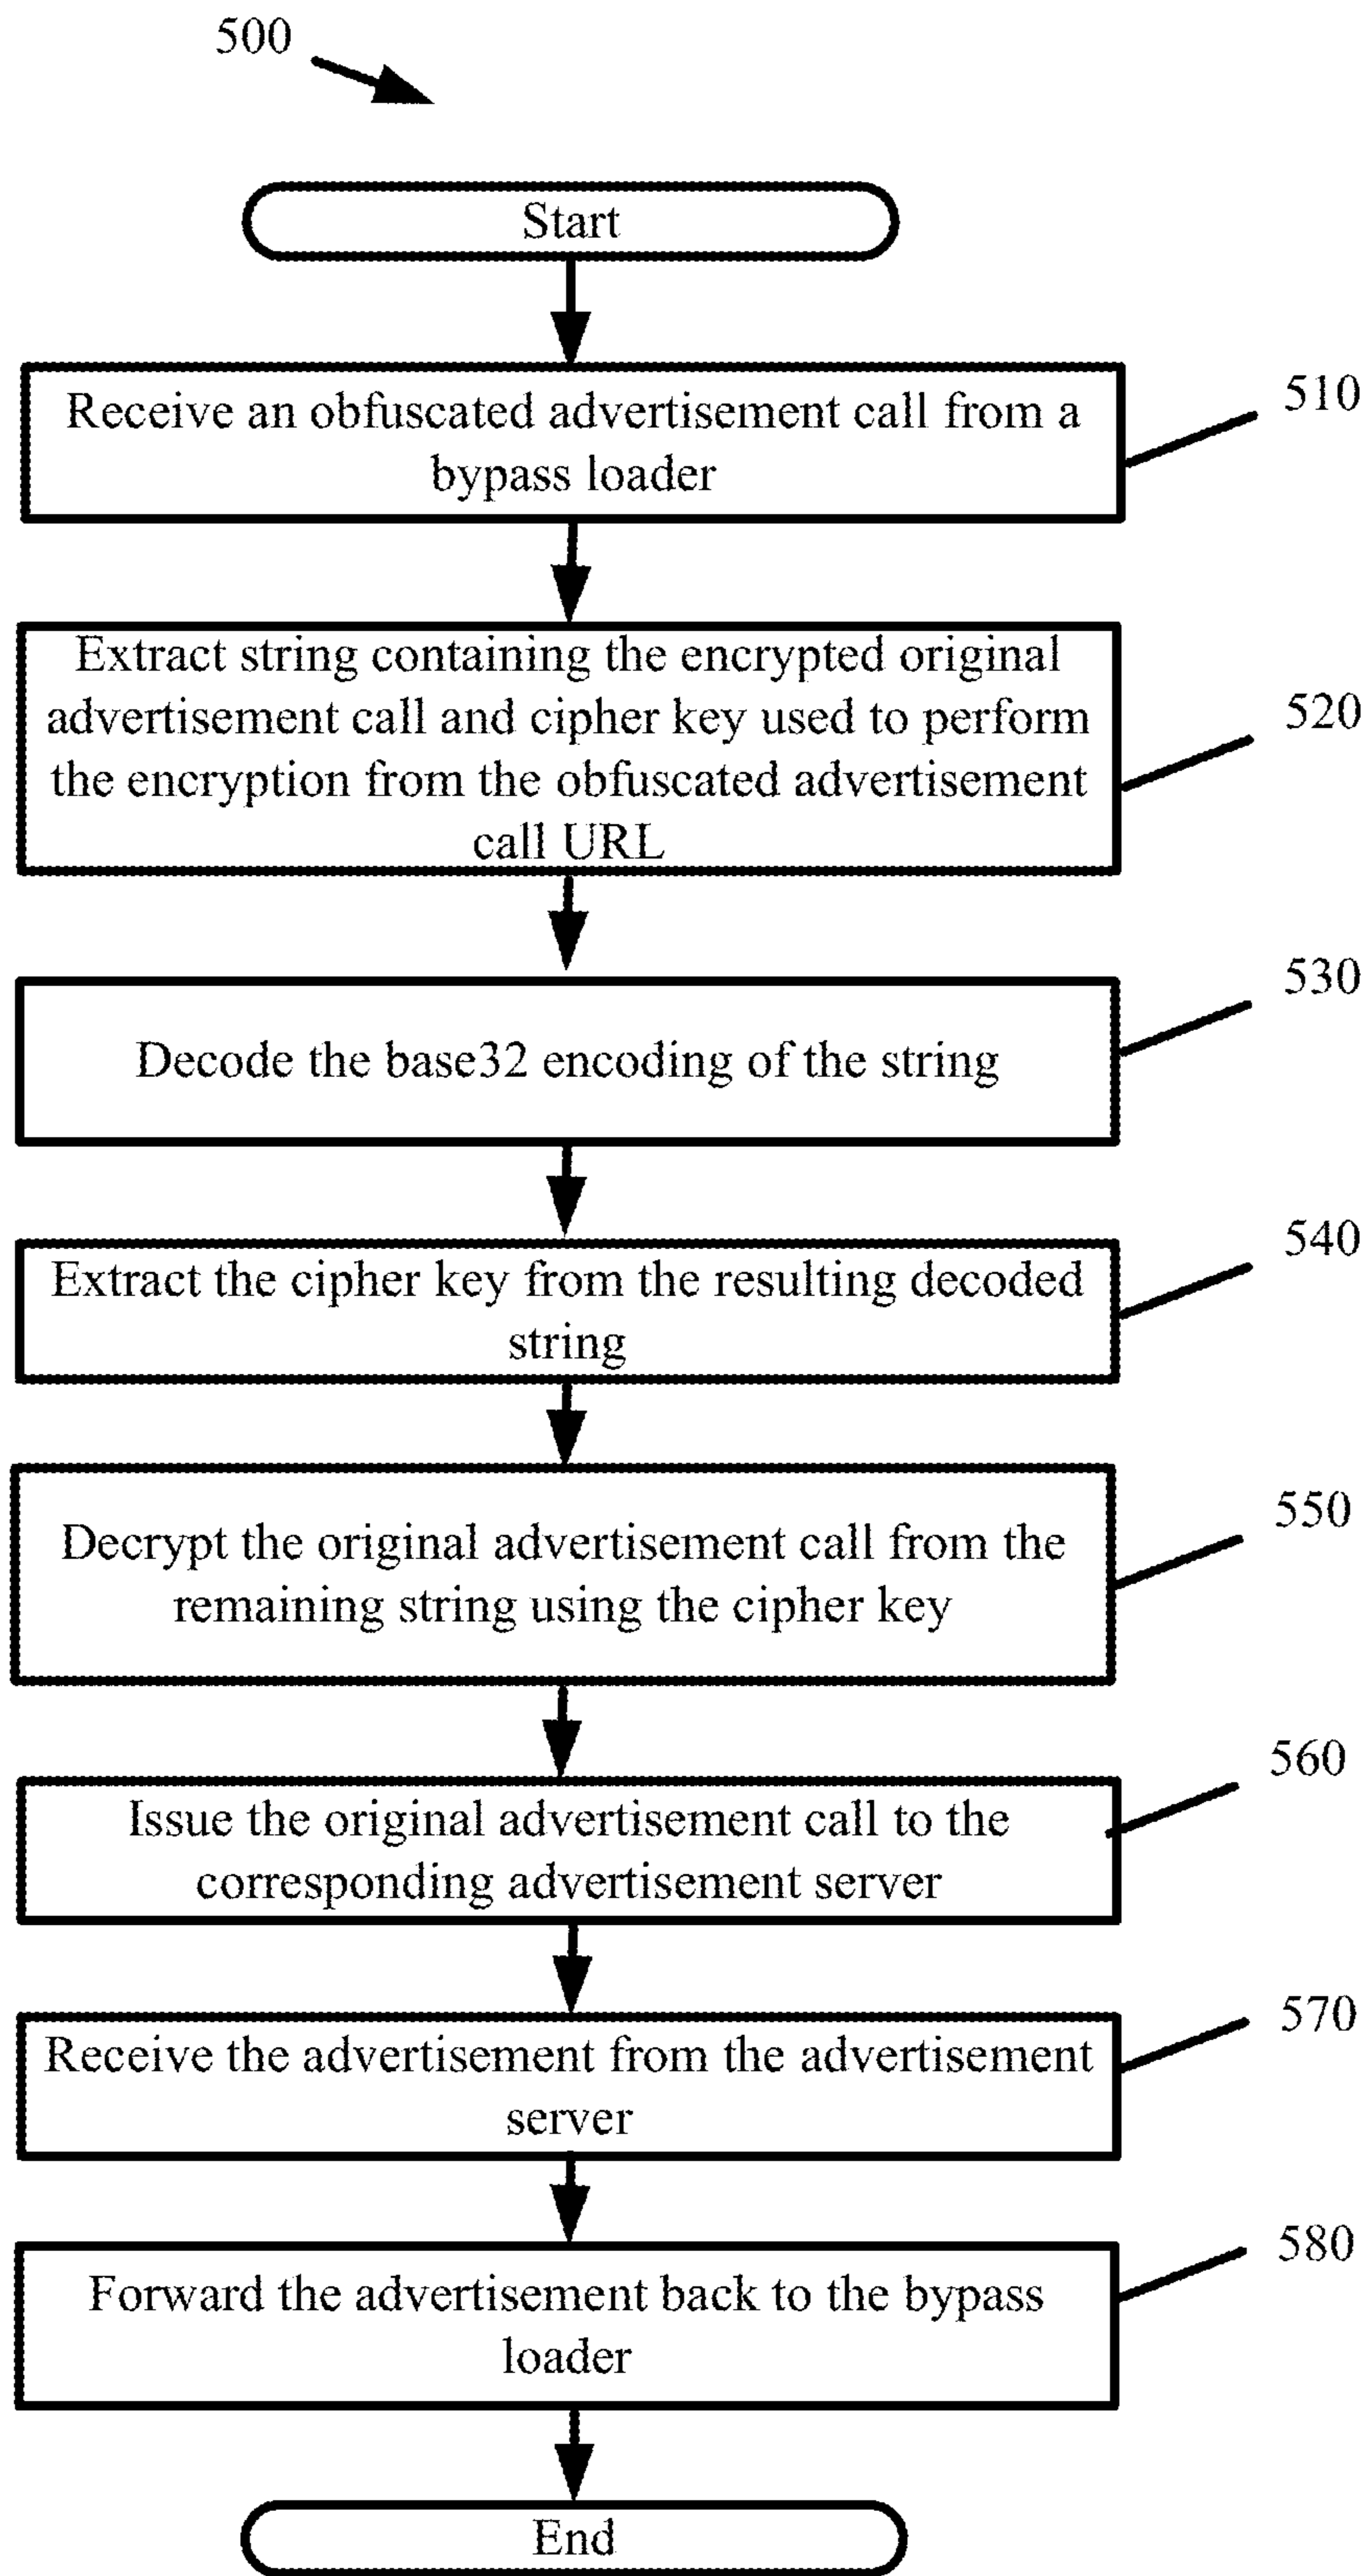 500
Start
Receive an obfuscated advertisement call from a
bypass loader
510
Extract string containing the encrypted original
advertisement call and cipher key used to perform
the encryption from the obfuscated advertisement
call URL
520
Decode the base32 encoding of the string
530
Extract the cipher key from the resulting decoded
string
540
Decrypt the original advertisement call from the
remaining string using the cipher key
550
Issue the original advertisement call to the
corresponding advertisement server
560
Receive the advertisement from the advertisement
server
570
Forward the advertisement back to the bypass
loader
580
End